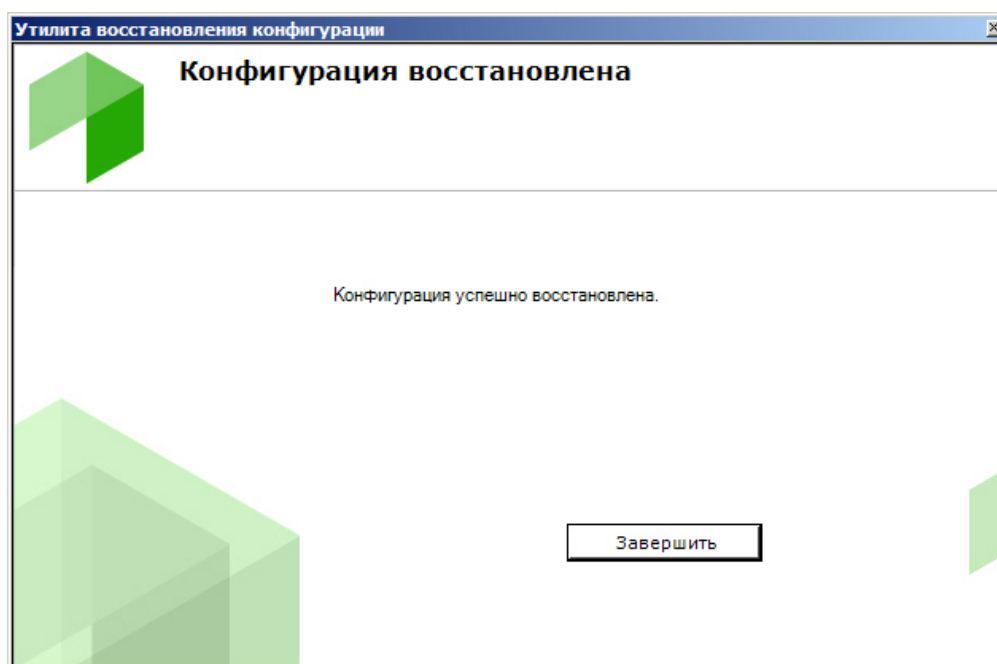 Утилита восстановления конфигурации
Конфигурация восстановлена
Конфигурация успешно восстановлена.
Завершить